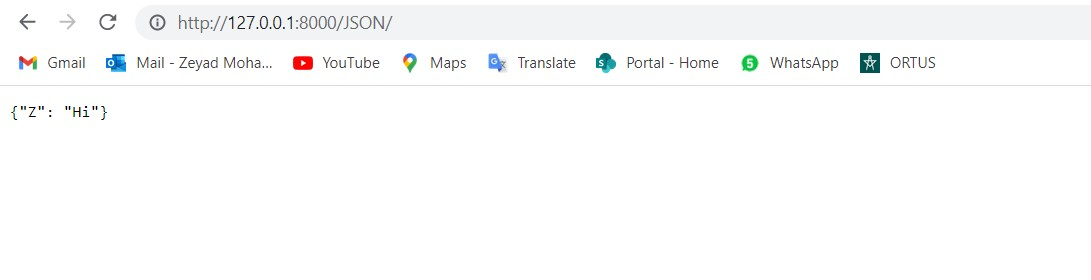 http://127.0.0.1:8000/JSON/
Gmail Mail - Zeyad Moha... YouTube Maps Translate Portal - Home 5 WhatsApp ORTUS
{"Z": "Hi"}